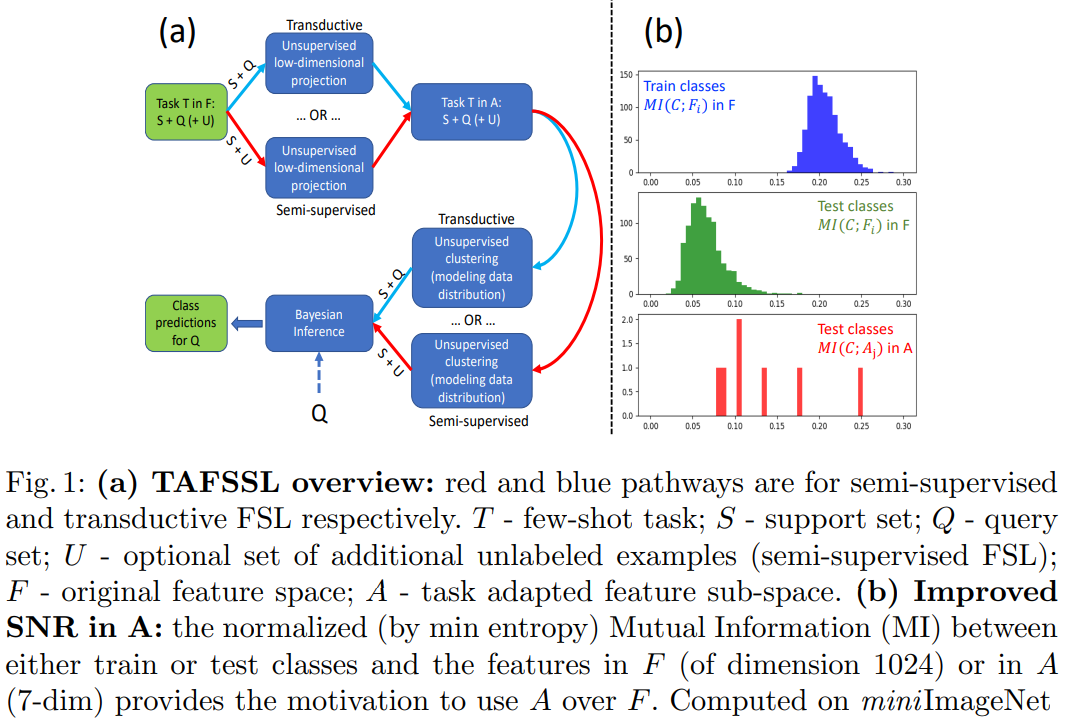 (a)
Transductive
Unsupervised
low-dimensional
projection
S + Q
Task T in F:
S + Q (+ U)
... OR ...
Task T in A:
S + Q (+ U)
S + U
Unsupervised
low-dimensional
projection
Semi-supervised
Transductive
Unsupervised
clustering
(modeling data
distribution)
S + Q
Class
predictions
for Q
Bayesian
Inference
... OR ...
S + U
Unsupervised
clustering
(modeling data
distribution)
Semi-supervised
Q
(b)
150
100
50
0
Train classes
MI(C; Fᵢ) in F
0.00 0.05 0.10 0.15 0.20 0.25 0.30
100
50
0
Test classes
MI(C; Fᵢ) in F
0.00 0.05 0.10 0.15 0.20 0.25 0.30
2.0
1.5
1.0
0.5
0.0
Test classes
MI(C; Aⱼ) in A
0.00 0.05 0.10 0.15 0.20 0.25 0.30
Fig. 1: (a) TAFSSL overview: red and blue pathways are for semi-supervised
and transductive FSL respectively. T - few-shot task; S - support set; Q - query
set; U - optional set of additional unlabeled examples (semi-supervised FSL);
F - original feature space; A - task adapted feature sub-space. (b) Improved
SNR in A: the normalized (by min entropy) Mutual Information (MI) between
either train or test classes and the features in F (of dimension 1024) or in A
(7-dim) provides the motivation to use A over F. Computed on miniImageNet